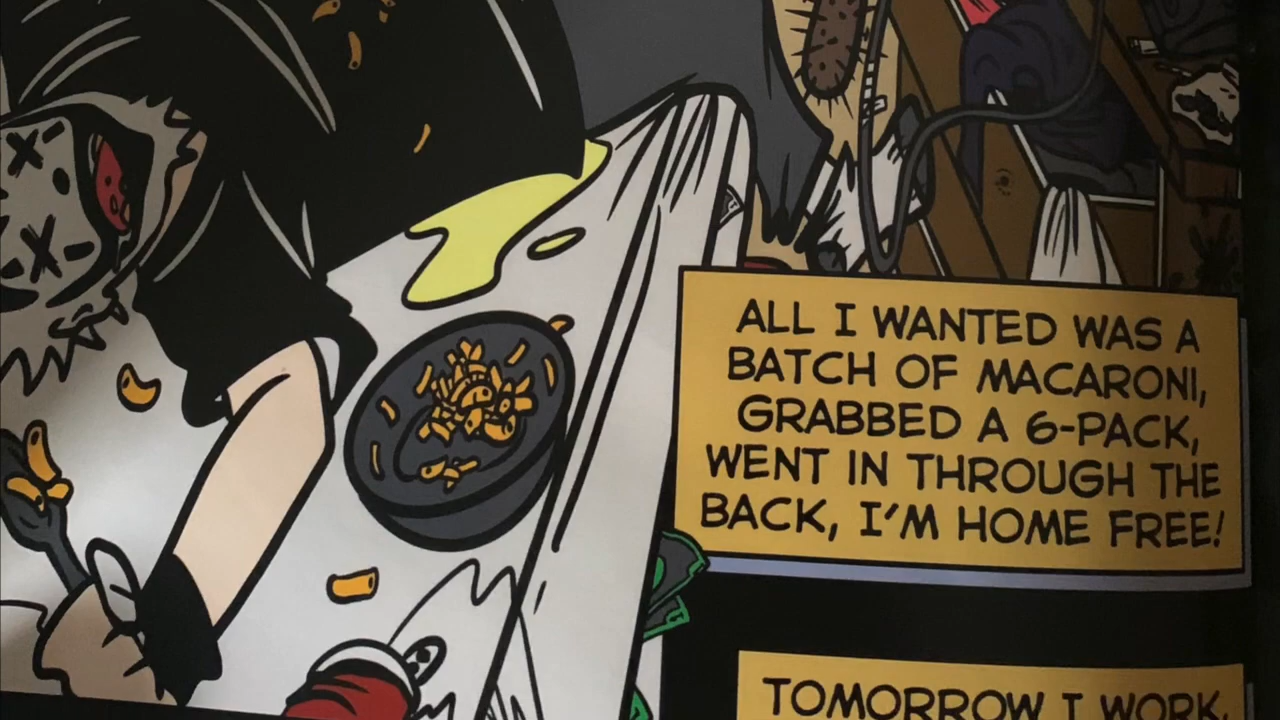 ALL I WANTED WAS A
BATCH OF MACARONI,
GRABBED A 6-PACK,
WENT IN THROUGH THE
BACK, I'M HOME FREE!
TOMORROW I WORK,